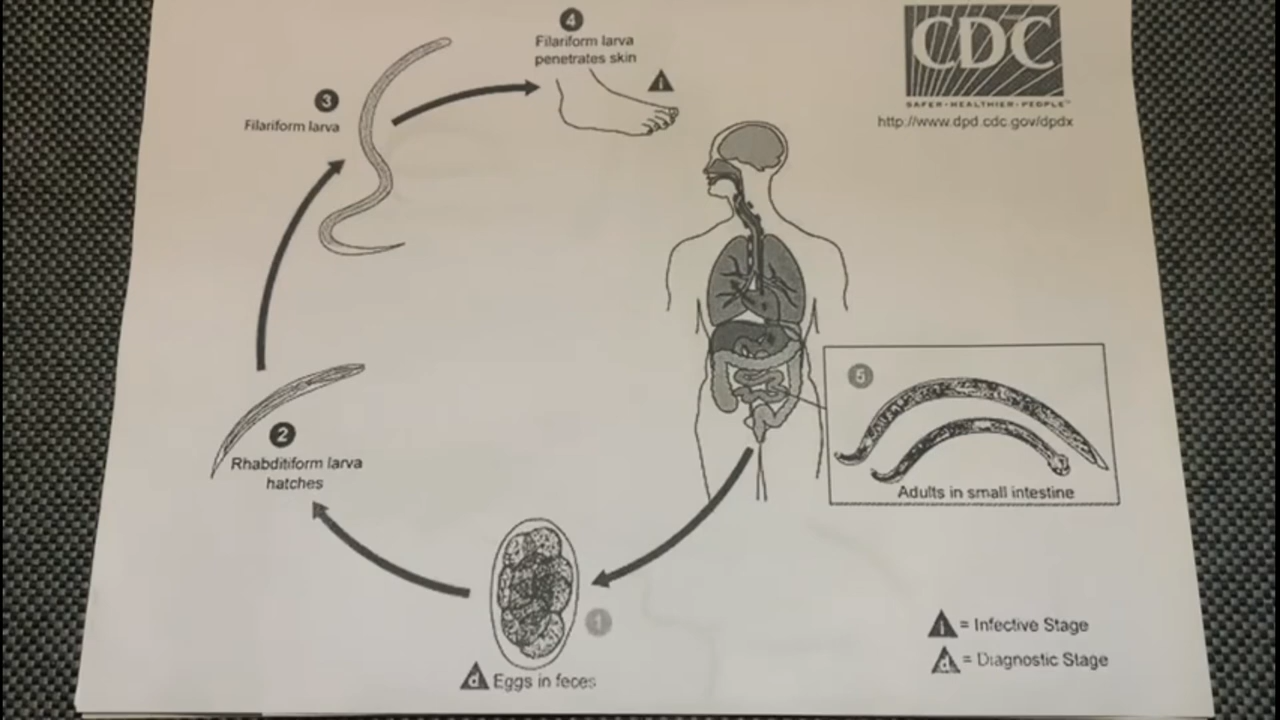 4
Filariform larva
penetrates skin
i
CDC
SAFER • HEALTHIER • PEOPLE™
http://www.dpd.cdc.gov/dpdx
3
Filariform larva
2
Rhabditiform larva
hatches
5
Adults in small intestine
1
d Eggs in feces
i = Infective Stage
d = Diagnostic Stage